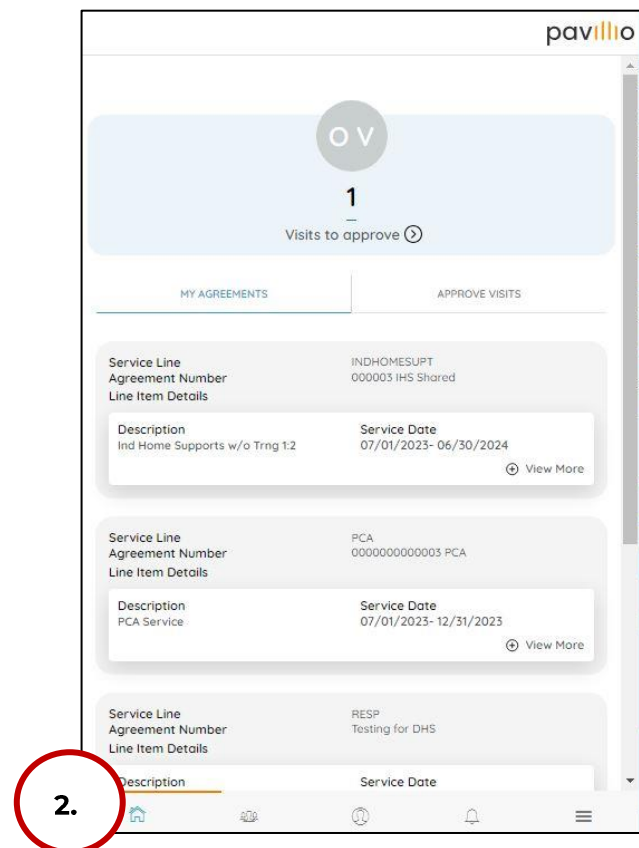 pavillio
O V
1
Visits to approve
MY AGREEMENTS APPROVE VISITS
Service Line INDHOMESUPT
Agreement Number 000003 IHS Shared
Line Item Details
Description Service Date
Ind Home Supports w/o Trng 1:2 07/01/2023- 06/30/2024
View More
Service Line PCA
Agreement Number 0000000000003 PCA
Line Item Details
Description Service Date
PCA Service 07/01/2023- 12/31/2023
View More
Service Line RESP
Agreement Number Testing for DHS
Line Item Details
Description Service Date
2.